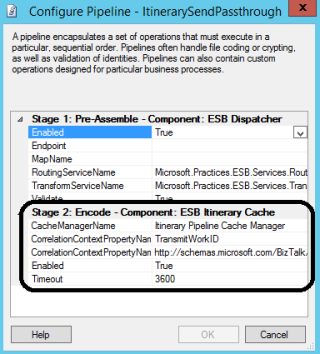 Configure Pipeline - ItinerarySendPassthrough
A pipeline encapsulates a set of operations that must execute in a
particular, sequential order. Pipelines often handle file coding or crypting,
as well as validation of identities. Pipelines can also contain custom
operations designed for particular business processes.
Stage 1: Pre-Assemble - Component: ESB Dispatcher
Enabled True
Endpoint
MapName
RoutingServiceName Microsoft.Practices.ESB.Services.Rout
TransformServiceName Microsoft.Practices.ESB.Services.Tran
Validate True
Stage 2: Encode - Component: ESB Itinerary Cache
CacheManagerName Itinerary Pipeline Cache Manager
CorrelationContextPropertyNam TransmitWorkID
CorrelationContextPropertyNam http://schemas.microsoft.com/BizTalk/
Enabled True
Timeout 3600
Help OK Cancel